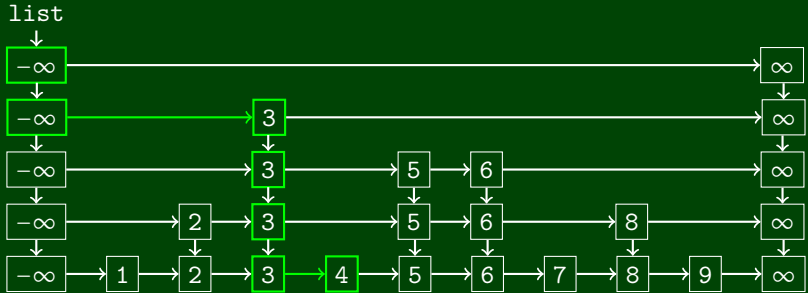 list
−∞ ∞
−∞ 3 ∞
−∞ 3 5 6 ∞
−∞ 2 3 5 6 8 ∞
−∞ 1 2 3 4 5 6 7 8 9 ∞